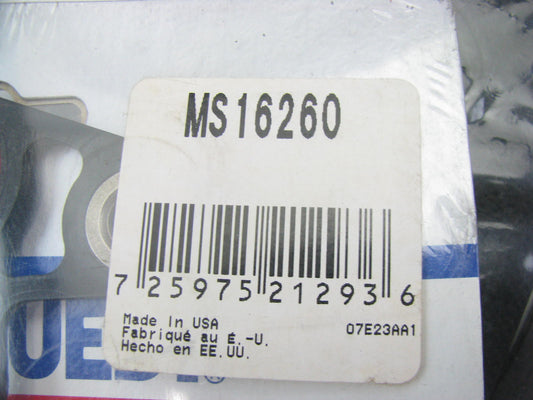 MS16260
7 25975 21293 6
Made In USA
Fabriqué au É.-U.
Hecho en EE.UU.
07E23AA1
®